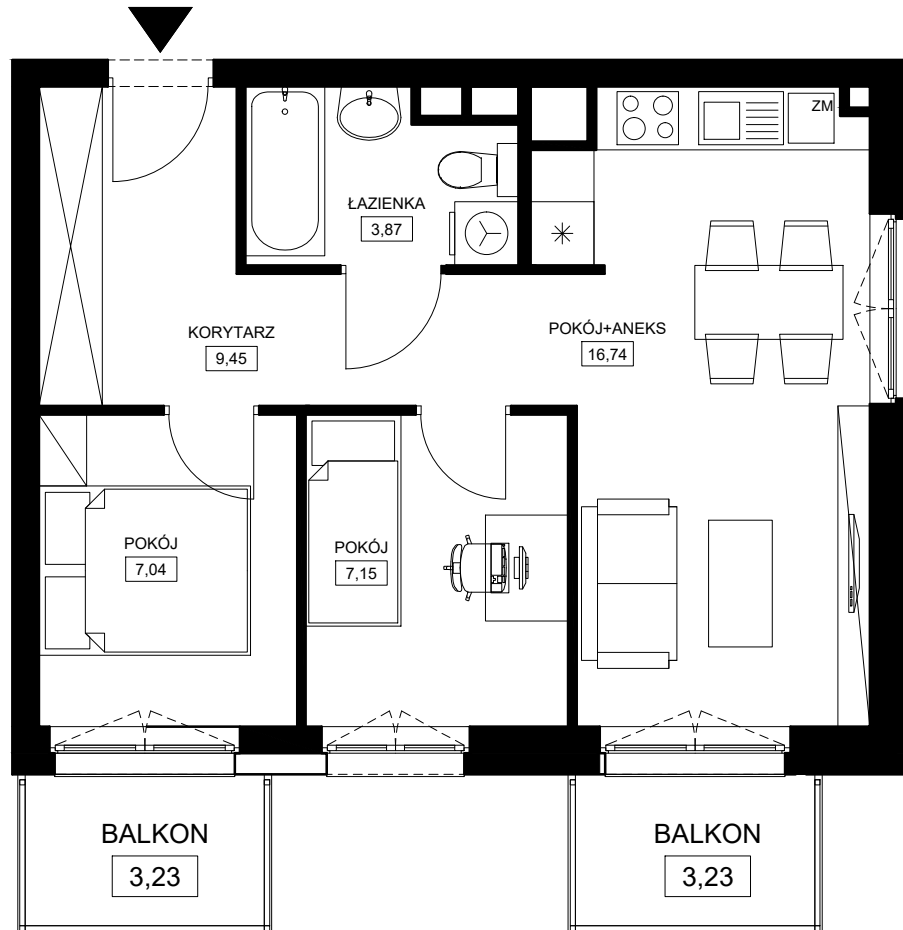 ZM
ŁAZIENKA
3,87
KORYTARZ
9,45
POKÓJ+ANEKS
16,74
POKÓJ
7,04
POKÓJ
7,15
BALKON
3,23
BALKON
3,23